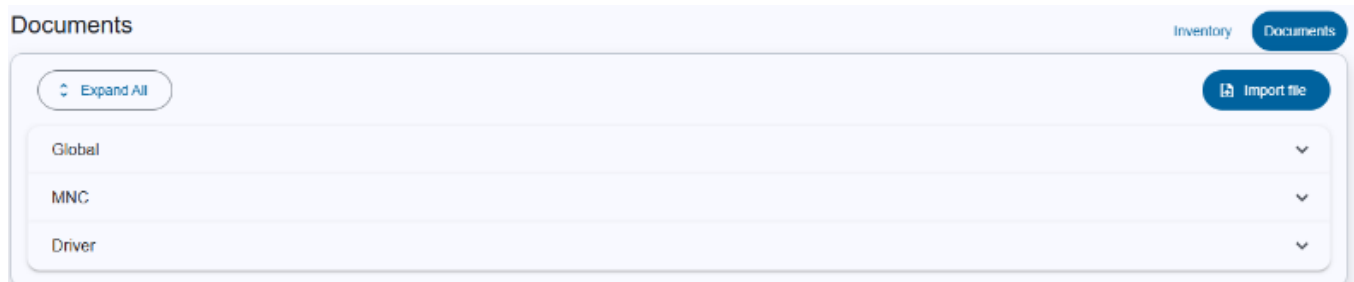 Documents
Inventory
Documents
Expand All
Import file
Global
MNC
Driver